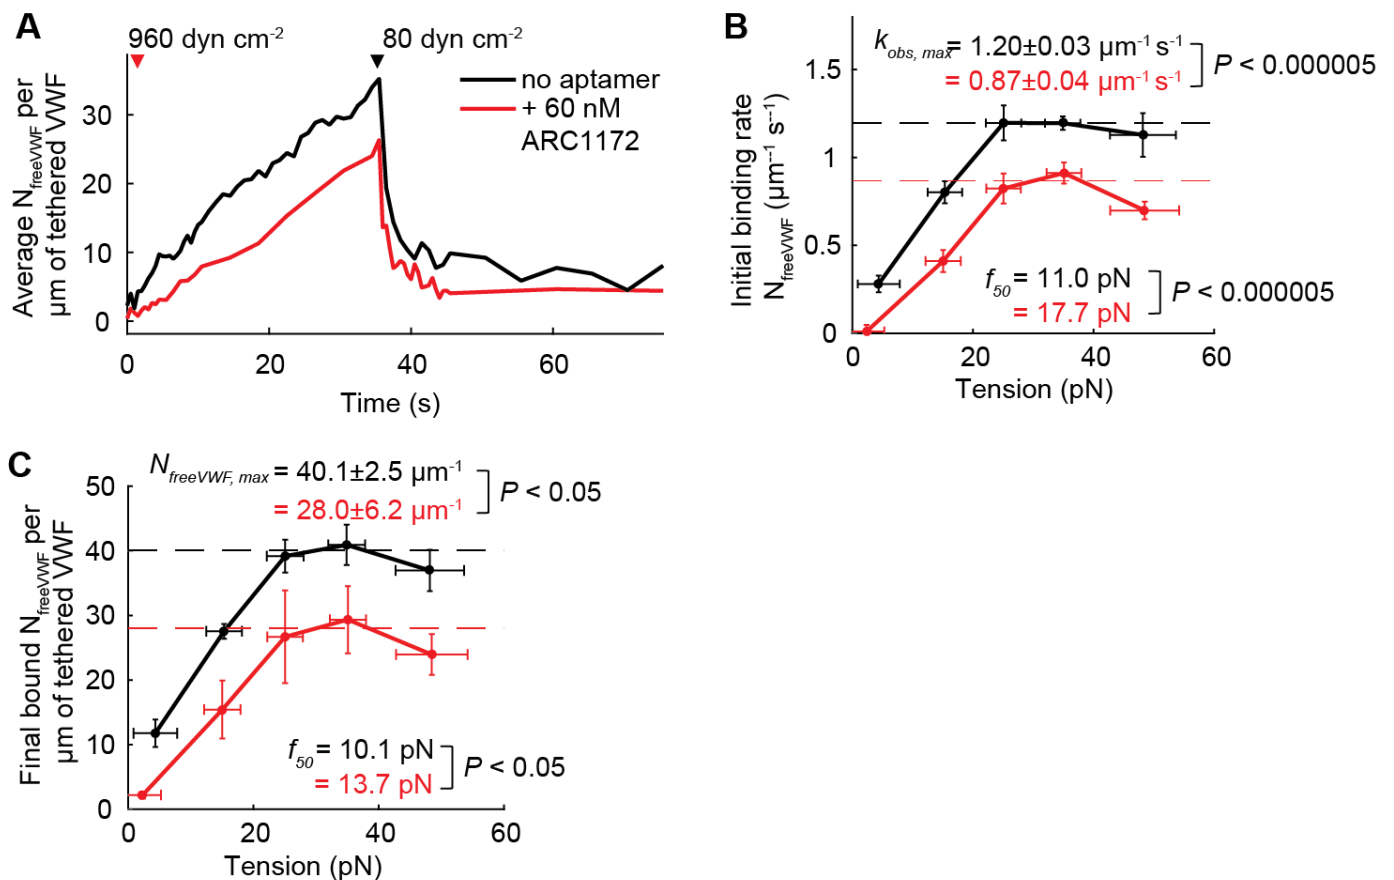 A
960 dyn cm⁻²
80 dyn cm⁻²
no aptamer
+ 60 nM
ARC1172
Average N_freeVWF per
µm of tethered VWF
30
20
10
0
0 20 40 60
Time (s)
B
k_obs, max = 1.20±0.03 µm⁻¹ s⁻¹
= 0.87±0.04 µm⁻¹ s⁻¹
P < 0.000005
Initial binding rate
N_freeVWF (µm⁻¹ s⁻¹)
1.5
1
0.5
0
f₅₀ = 11.0 pN
= 17.7 pN
P < 0.000005
0 20 40 60
Tension (pN)
C
N_freeVWF, max = 40.1±2.5 µm⁻¹
= 28.0±6.2 µm⁻¹
P < 0.05
Final bound N_freeVWF per
µm of tethered VWF
50
40
30
20
10
0
f₅₀ = 10.1 pN
= 13.7 pN
P < 0.05
0 20 40 60
Tension (pN)